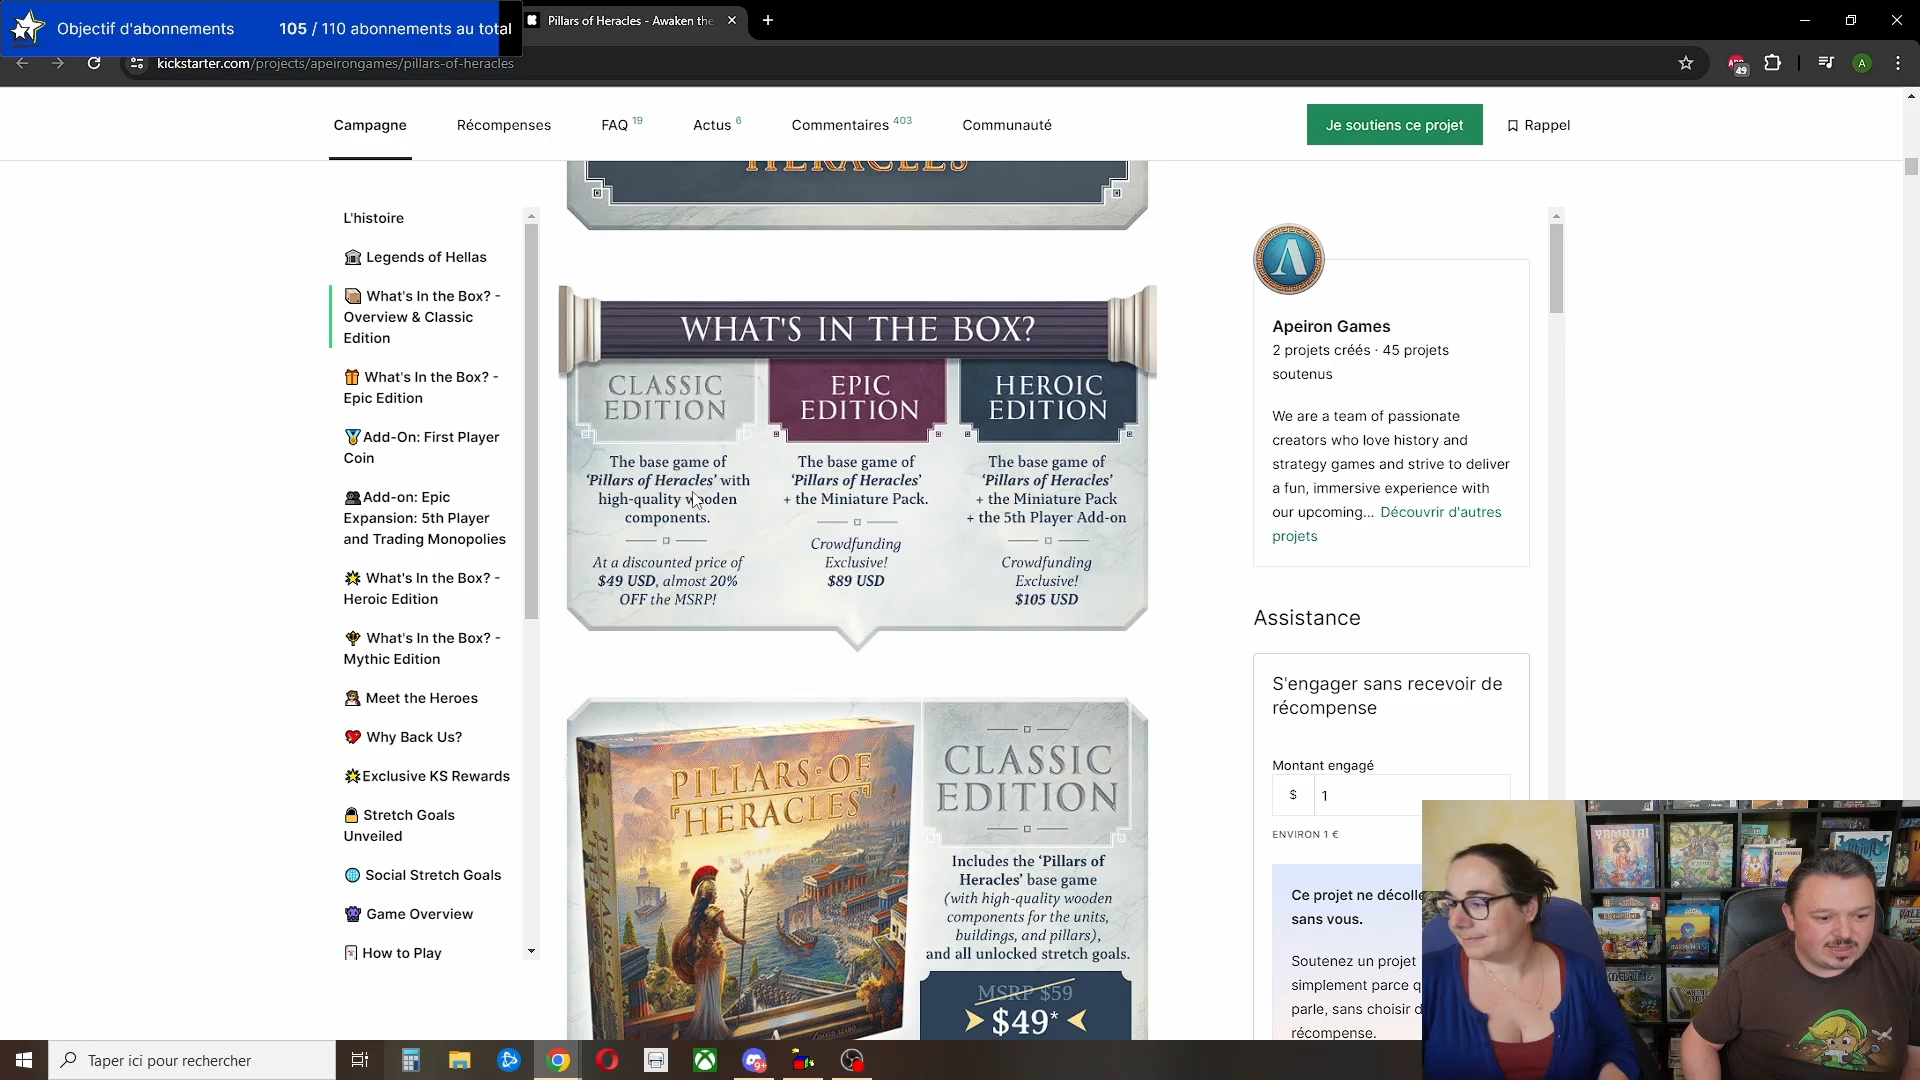 Objectif d'abonnements
105 / 110 abonnements au total
Pillars of Heracles - Awaken the
kickstarter.com/projects/apeirongames/pillars-of-heracles
49
A
Campagne
Récompenses
FAQ 19
Actus 6
Commentaires 403
Communauté
Je soutiens ce projet
Rappel
L'histoire
Legends of Hellas
What's In the Box? -
Overview & Classic
Edition
What's In the Box? -
Epic Edition
Add-On: First Player
Coin
Add-on: Epic
Expansion: 5th Player
and Trading Monopolies
What's In the Box? -
Heroic Edition
What's In the Box? -
Mythic Edition
Meet the Heroes
Why Back Us?
Exclusive KS Rewards
Stretch Goals
Unveiled
Social Stretch Goals
Game Overview
How to Play
HERACLES
WHAT'S IN THE BOX?
CLASSIC
EDITION
The base game of
‘Pillars of Heracles’ with
high-quality wooden
components.
At a discounted price of
$49 USD, almost 20%
OFF the MSRP!
EPIC
EDITION
The base game of
‘Pillars of Heracles’
+ the Miniature Pack.
Crowdfunding
Exclusive!
$89 USD
HEROIC
EDITION
The base game of
‘Pillars of Heracles’
+ the Miniature Pack
+ the 5th Player Add-on
Crowdfunding
Exclusive!
$105 USD
PILLARS·OF
HERACLES
CLASSIC
EDITION
Includes the ‘Pillars of
Heracles’ base game
(with high-quality wooden
components for the units,
buildings, and pillars),
and all unlocked stretch goals.
MSRP $59
$49*
Apeiron Games
2 projets créés · 45 projets
soutenus
We are a team of passionate
creators who love history and
strategy games and strive to deliver
a fun, immersive experience with
our upcoming... Découvrir d'autres
projets
Assistance
S'engager sans recevoir de
récompense
Montant engagé
$ 1
ENVIRON 1 €
Ce projet ne décolle
sans vous.
Soutenez un projet
simplement parce q
parle, sans choisir d
récompense.
YAMATAI
Taper ici pour rechercher
9+